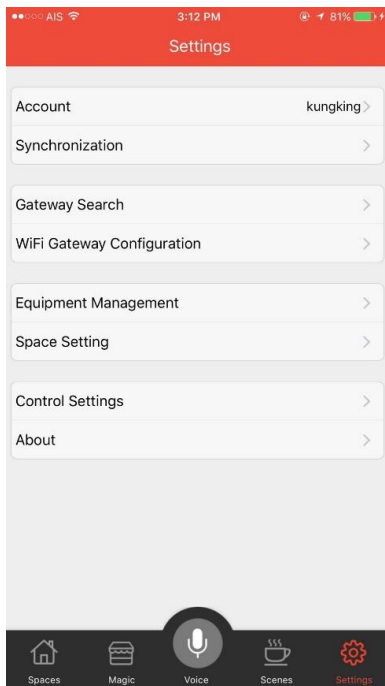 AIS 3:12 PM 81%
Settings
Account kungking
Synchronization
Gateway Search
WiFi Gateway Configuration
Equipment Management
Space Setting
Control Settings
About
Spaces Magic Voice Scenes Settings